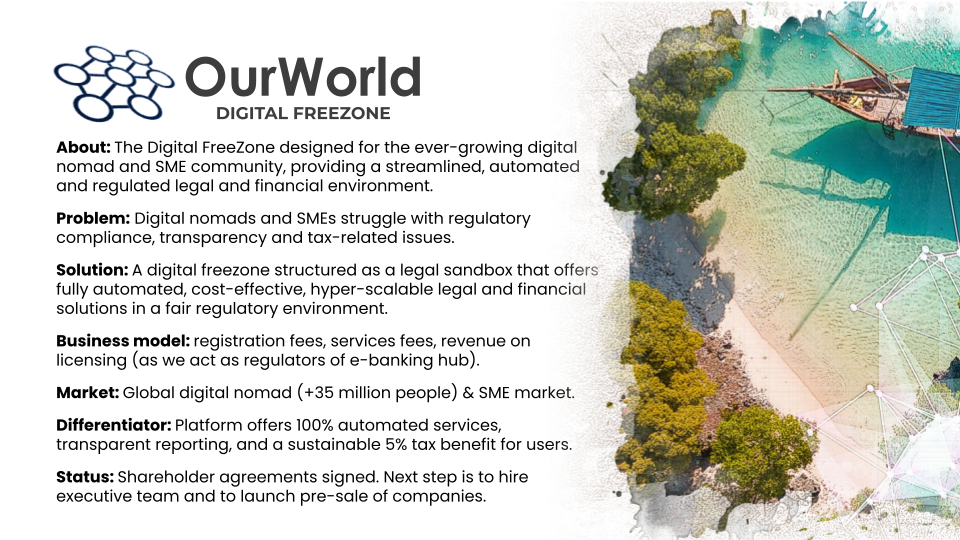 OurWorld
DIGITAL FREEZONE
About: The Digital FreeZone designed for the ever-growing digital
nomad and SME community, providing a streamlined, automated
and regulated legal and financial environment.
Problem: Digital nomads and SMEs struggle with regulatory
compliance, transparency and tax-related issues.
Solution: A digital freezone structured as a legal sandbox that offers
fully automated, cost-effective, hyper-scalable legal and financial
solutions in a fair regulatory environment.
Business model: registration fees, services fees, revenue on
licensing (as we act as regulators of e-banking hub).
Market: Global digital nomad (+35 million people) & SME market.
Differentiator: Platform offers 100% automated services,
transparent reporting, and a sustainable 5% tax benefit for users.
Status: Shareholder agreements signed. Next step is to hire
executive team and to launch pre-sale of companies.